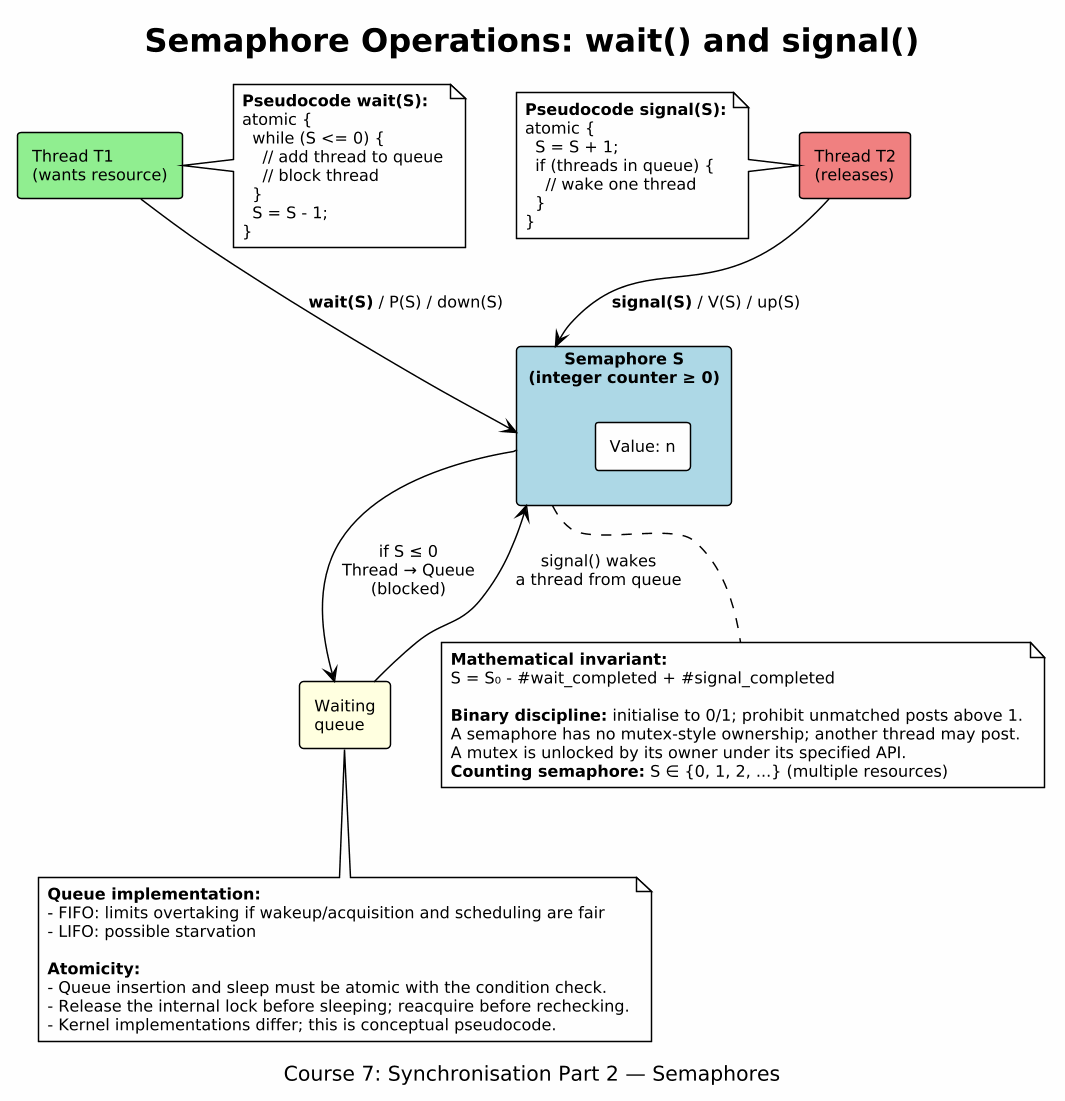 Semaphore Operations: wait() and signal()
Pseudocode wait(S):
atomic {
while (S <= 0) {
// add thread to queue
// block thread
}
S = S - 1;
}
Pseudocode signal(S):
atomic {
S = S + 1;
if (threads in queue) {
// wake one thread
}
}
Thread T1
(wants resource)
Thread T2
(releases)
wait(S) / P(S) / down(S)
signal(S) / V(S) / up(S)
Semaphore S
(integer counter ≥ 0)
Value: n
if S ≤ 0
Thread → Queue
(blocked)
signal() wakes
a thread from queue
Waiting
queue
Mathematical invariant:
S = S₀ - #wait_completed + #signal_completed
Binary discipline: initialise to 0/1; prohibit unmatched posts above 1.
A semaphore has no mutex-style ownership; another thread may post.
A mutex is unlocked by its owner under its specified API.
Counting semaphore: S ∈ {0, 1, 2, ...} (multiple resources)
Queue implementation:
- FIFO: limits overtaking if wakeup/acquisition and scheduling are fair
- LIFO: possible starvation
Atomicity:
- Queue insertion and sleep must be atomic with the condition check.
- Release the internal lock before sleeping; reacquire before rechecking.
- Kernel implementations differ; this is conceptual pseudocode.
Course 7: Synchronisation Part 2 — Semaphores